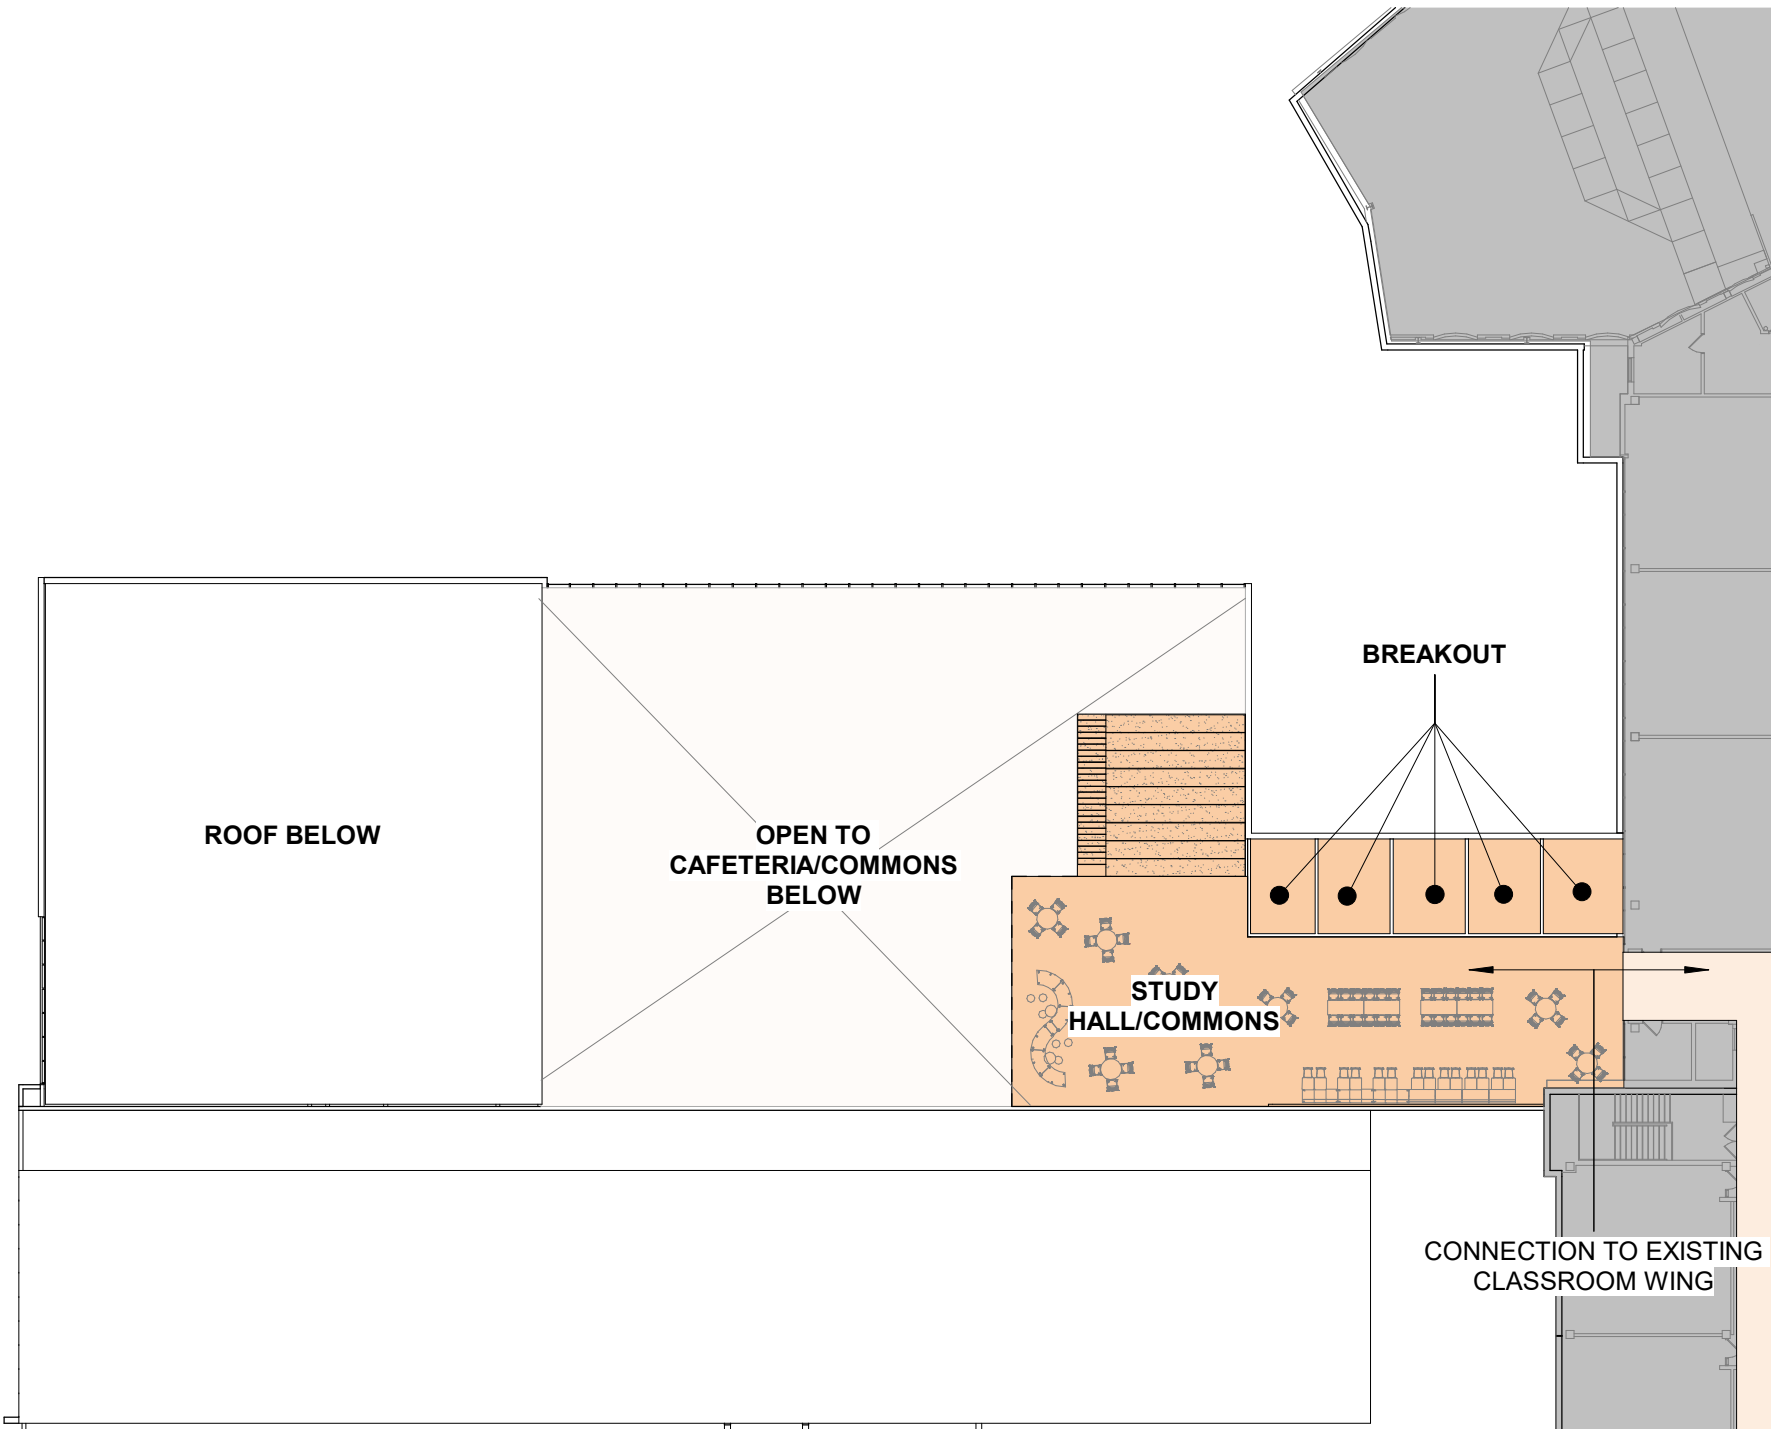 BREAKOUT
ROOF BELOW
OPEN TO
CAFETERIA/COMMONS
BELOW
STUDY
HALL/COMMONS
CONNECTION TO EXISTING
CLASSROOM WING